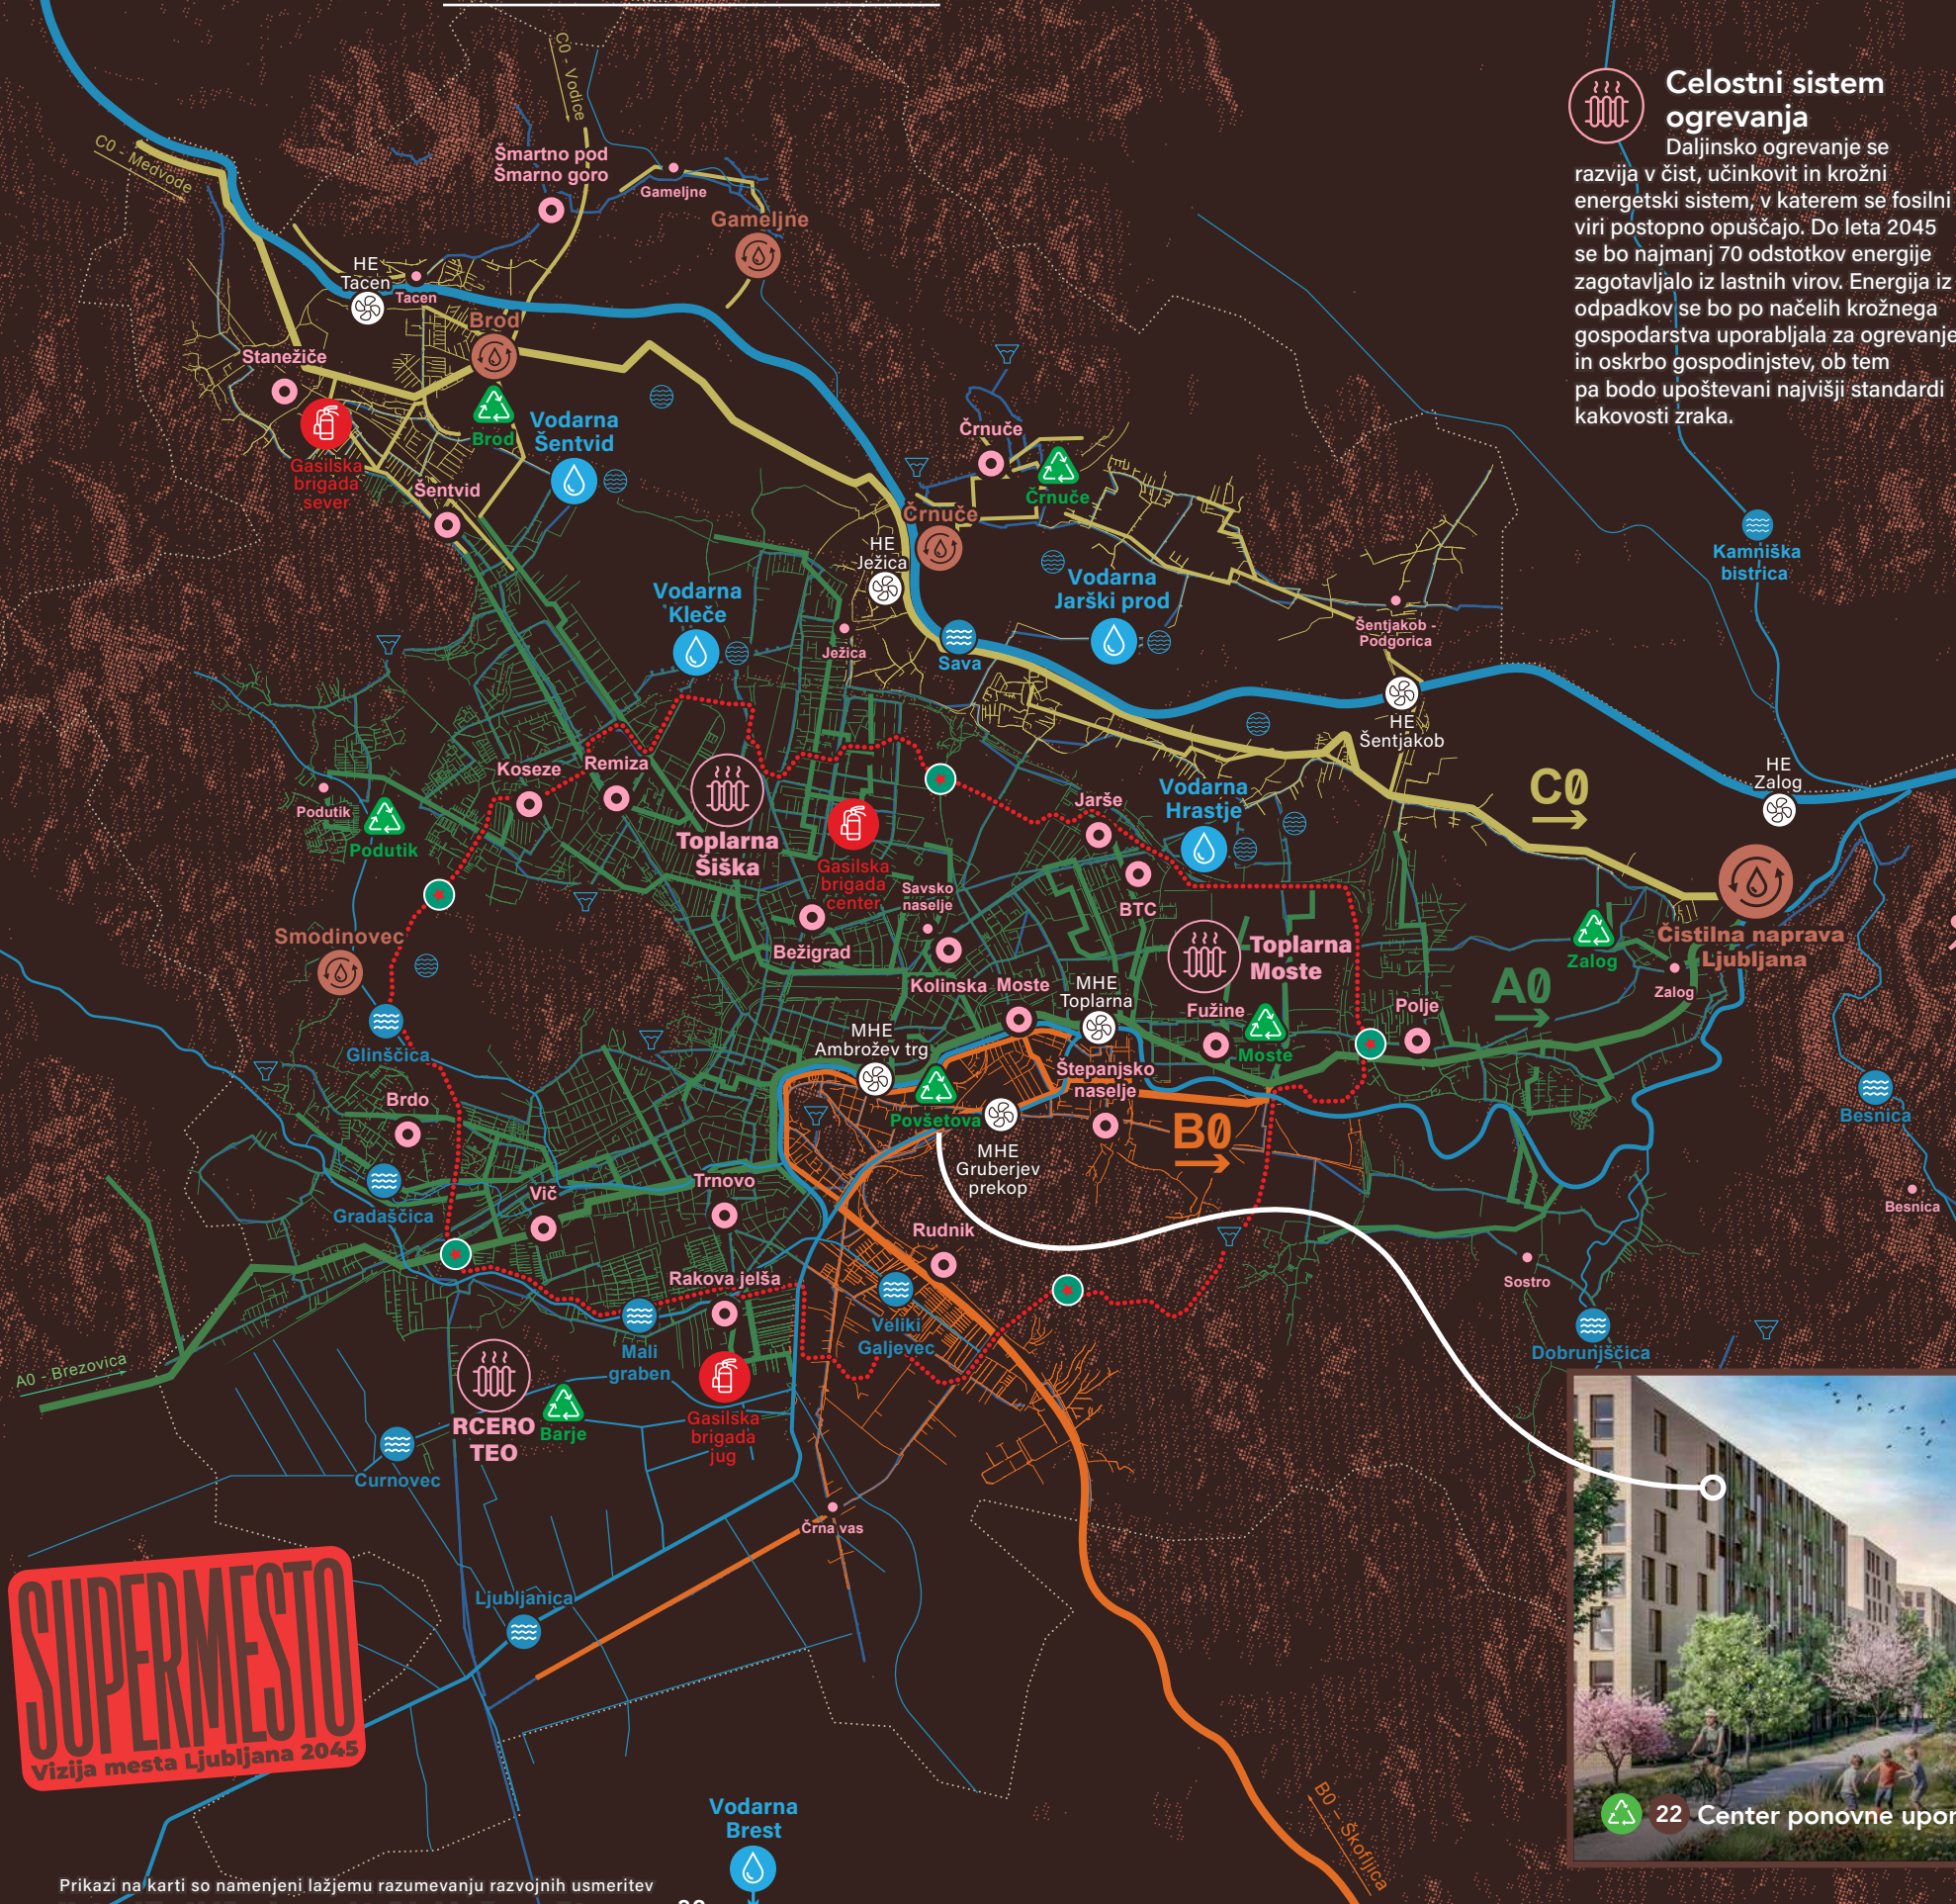 Celostni sistem
ogrevanja
Daljinsko ogrevanje se
razvija v čist, učinkovit in krožni
energetski sistem, v katerem se fosilni
viri postopno opuščajo. Do leta 2045
se bo najmanj 70 odstotkov energije
zagotavljalo iz lastnih virov. Energija iz
odpadkov se bo po načelih krožnega
gospodarstva uporabljala za ogrevanje
in oskrbo gospodinjstev, ob tem
pa bodo upoštevani najvišji standardi
kakovosti zraka.
C0 - Vodice
C0 - Medvode
Šmartno pod
Šmarno goro
Gameljne
Gameljne
HE
Tacen
Tacen
Brod
Stanežiče
Brod
Vodarna
Šentvid
Gasilska
brigada
sever
Šentvid
Črnuče
Črnuče
Črnuče
HE
Ježica
Vodarna
Jarški prod
Kamniška
bistrica
Vodarna
Kleče
Ježica
Sava
Šentjakob -
Podgorica
HE
Šentjakob
HE
Zalog
Koseze
Remiza
Podutik
Podutik
Toplarna
Šiška
Gasilska
brigada
center
Jarše
Vodarna
Hrastje
C0
Savsko
naselje
BTC
Bežigrad
Smodinovec
Toplarna
Moste
Zalog
Čistilna naprava
Ljubljana
Zalog
Kolinska
Moste
MHE
Toplarna
Fužine
Moste
Polje
A0
Glinščica
MHE
Ambrožev trg
Štepanjsko
naselje
Povšetova
B0
MHE
Gruberjev
prekop
Besnica
Besnica
Brdo
Gradaščica
Vič
Trnovo
Rudnik
Sostro
Rakova jelša
Mali
graben
Veliki
Galjevec
Dobrunjščica
A0 - Brezovica
RCERO
TEO
Barje
Gasilska
brigada
jug
Curnovec
Črna vas
Ljubljanica
SUPERMESTO
Vizija mesta Ljubljana 2045
B0 - Škofljica
Vodarna
Brest
22 Center ponovne upor
Prikazi na karti so namenjeni lažjemu razumevanju razvojnih usmeritev